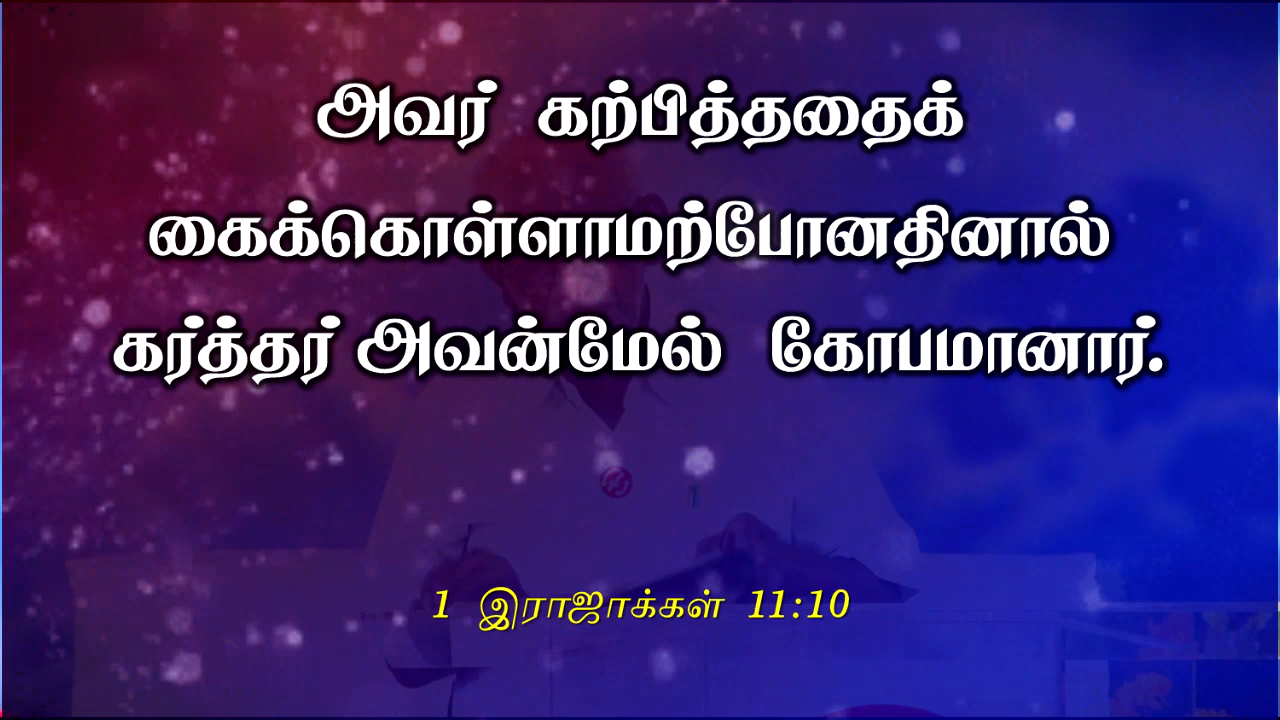 அவர் கற்பித்ததைக்
கைக்கொள்ளாமற்போனதினால்
கர்த்தர் அவன்மேல் கோபமானார்.
1 இராஜாக்கள் 11:10